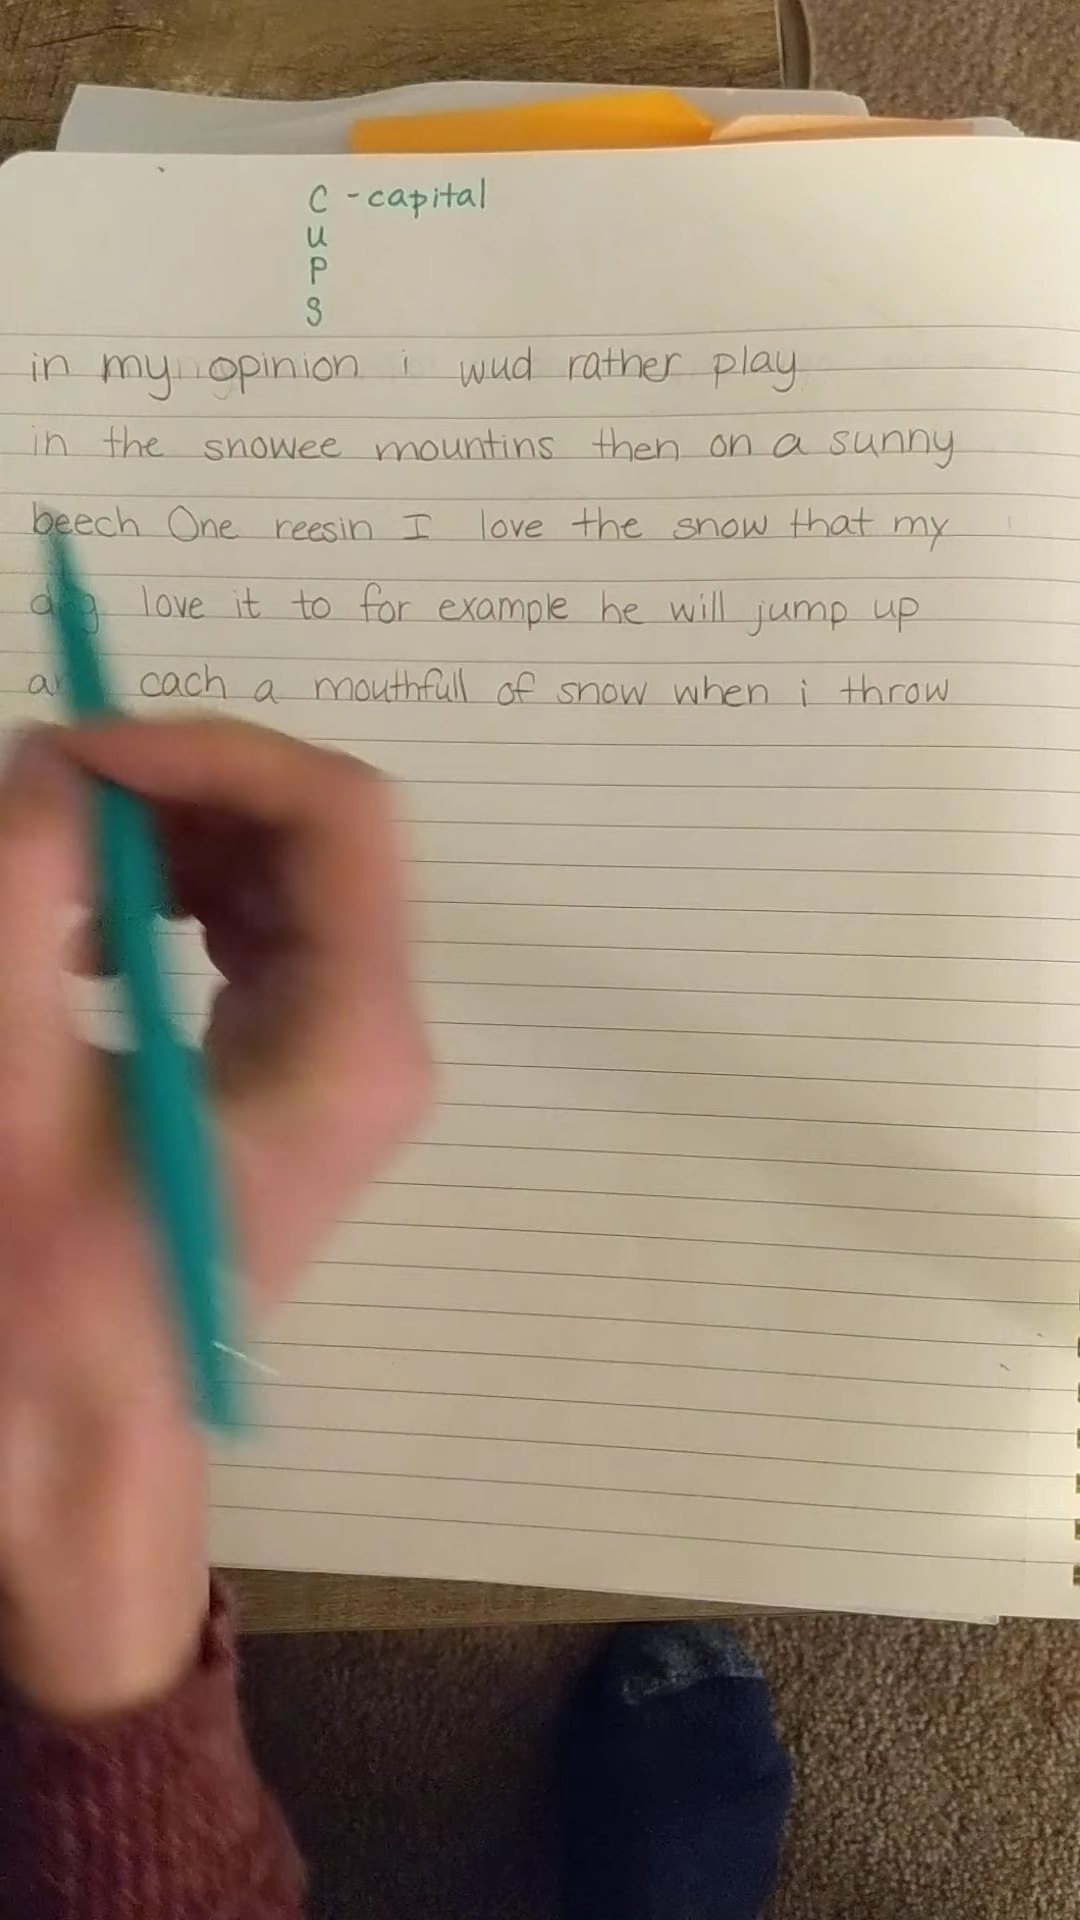 C - capital
U
P
S
in my opinion i wud rather play
in the snowee mountins then on a sunny
beech One reesin I love the snow that my
dog love it to for example he will jump up
cach a mouthfull of snow when i throw